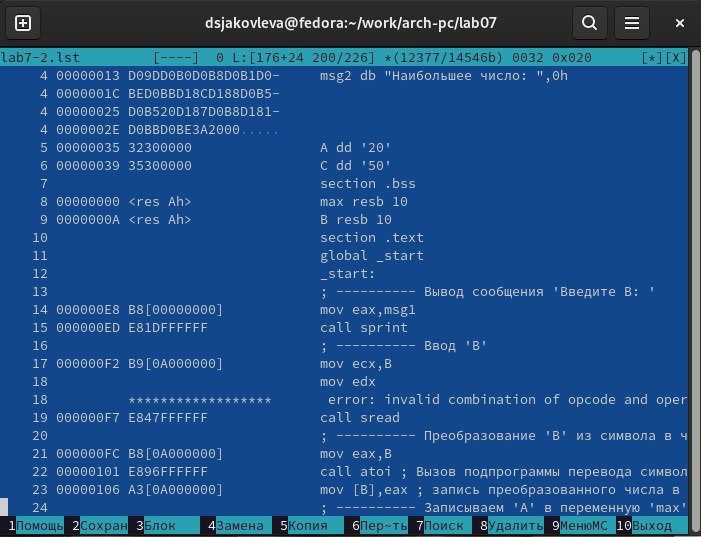 dsjakovleva@fedora:~/work/arch-pc/lab07
lab7-2.lst [----] 0 L:[176+24 200/226] *(12377/14546b) 0032 0x020 [*][X]
4 00000013 D09DD0B0D0B8D0B1D0- msg2 db "Наибольшее число: ",0h
4 0000001C BED0BBD18CD188D0B5-
4 00000025 D0B520D187D0B8D181-
4 0000002E D0BBD0BE3A2000.....
5 00000035 32300000 A dd '20'
6 00000039 35300000 C dd '50'
7 section .bss
8 00000000 <res Ah> max resb 10
9 0000000A <res Ah> B resb 10
10 section .text
11 global _start
12 _start:
13 ; ---------- Вывод сообщения 'Введите B: '
14 000000E8 B8[00000000] mov eax,msg1
15 000000ED E81DFFFFFF call sprint
16 ; ---------- Ввод 'B'
17 000000F2 B9[0A000000] mov ecx,B
18 mov edx
18 ****************** error: invalid combination of opcode and oper
19 000000F7 E847FFFFFF call sread
20 ; ---------- Преобразование 'B' из символа в ч
21 000000FC B8[0A000000] mov eax,B
22 00000101 E896FFFFFF call atoi ; Вызов подпрограммы перевода символ
23 00000106 A3[0A000000] mov [B],eax ; запись преобразованного числа в
24 ; ---------- Записываем 'A' в переменную 'max'
1Помощь 2Сохран 3Блок 4Замена 5Копия 6Пер~ть 7Поиск 8Удалить 9МенюMC 10Выход